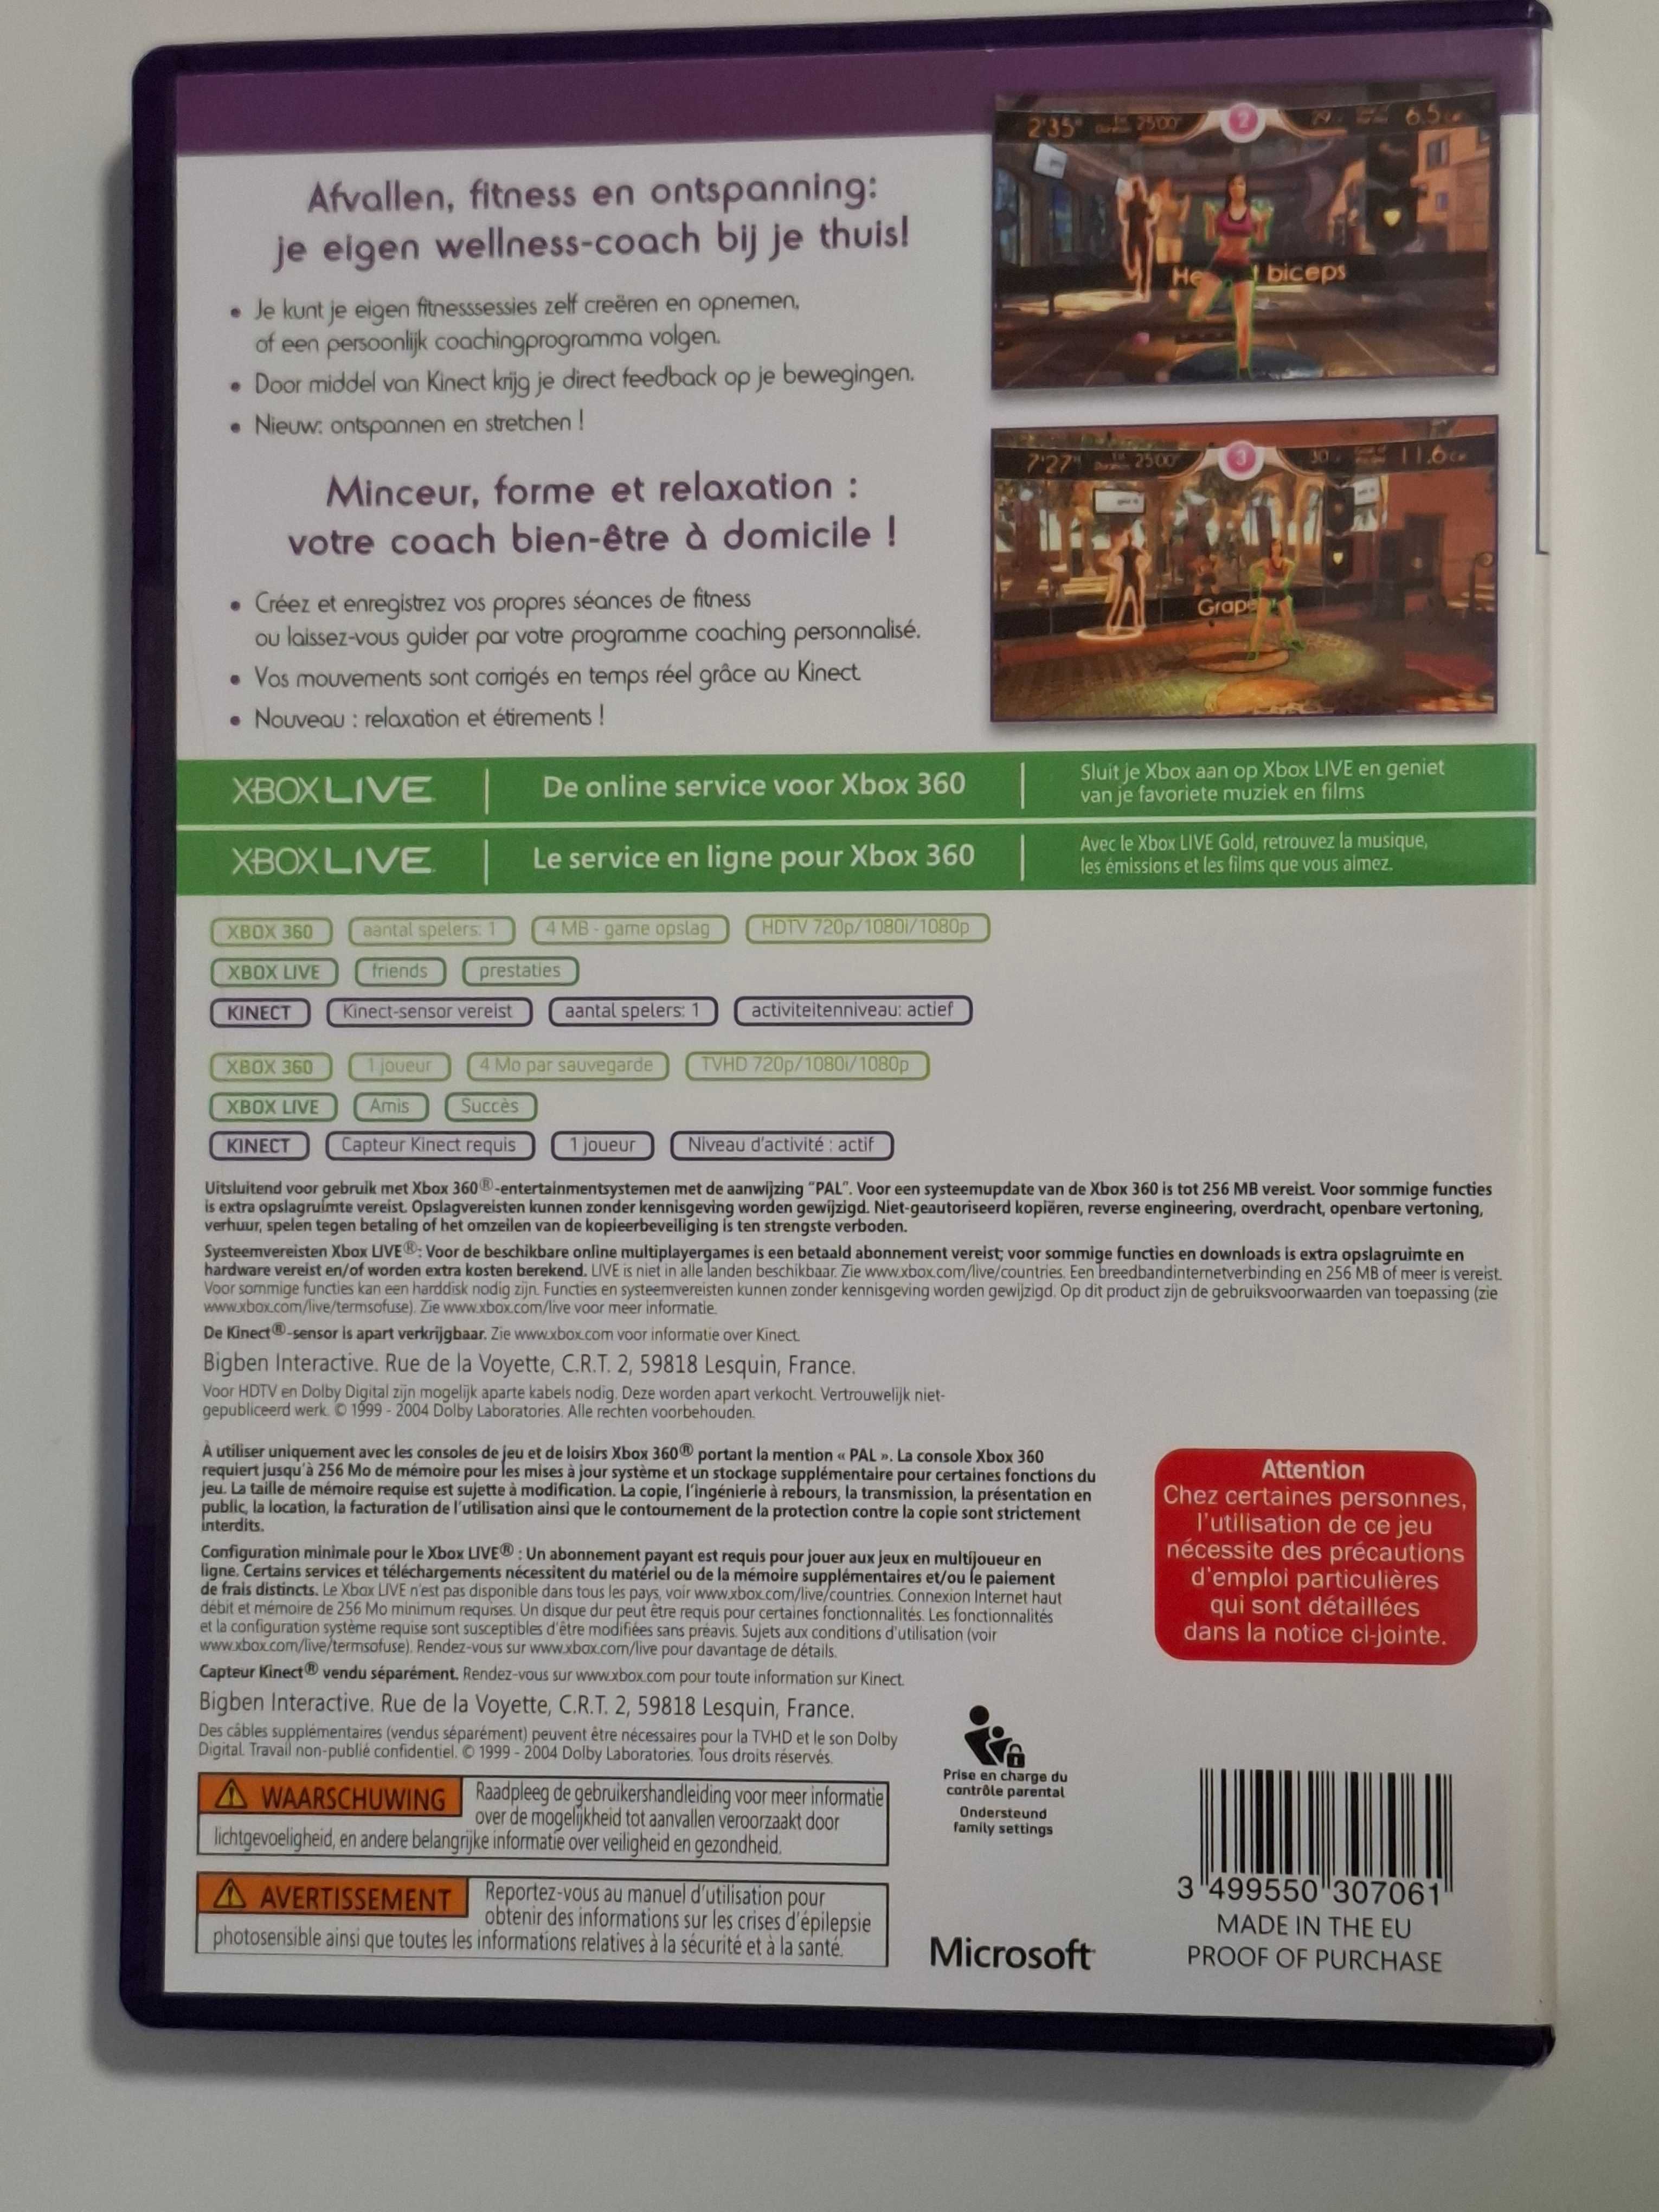 Afvallen, fitness en ontspanning:
je eigen wellness-coach bij je thuis!
• Je kunt je eigen fitnesssessies zelf creëren en opnemen,
of een persoonlijk coachingprogramma volgen.
• Door middel van Kinect krijg je direct feedback op je bewegingen.
• Nieuw: ontspannen en stretchen !
2'35" 25'00" 2 6.5
biceps
Minceur, forme et relaxation :
votre coach bien-être à domicile !
• Créez et enregistrez vos propres séances de fitness
ou laissez-vous guider par votre programme coaching personnalisé.
• Vos mouvements sont corrigés en temps réel grâce au Kinect
• Nouveau : relaxation et étirements !
7'27" 25'00" 3 30 11.6
Grape
XBOX LIVE | De online service voor Xbox 360 | Sluit je Xbox aan op Xbox LIVE en geniet
van je favoriete muziek en films
XBOX LIVE | Le service en ligne pour Xbox 360 | Avec le Xbox LIVE Gold, retrouvez la musique,
les émissions et les films que vous aimez.
XBOX 360 aantal spelers: 1 4 MB - game opslag HDTV 720p/1080i/1080p
XBOX LIVE friends prestaties
KINECT Kinect-sensor vereist aantal spelers: 1 activiteitenniveau: actief
XBOX 360 1 joueur 4 Mo par sauvegarde TVHD 720p/1080i/1080p
XBOX LIVE Amis Succès
KINECT Capteur Kinect requis 1 joueur Niveau d'activité : actif
Uitsluitend voor gebruik met Xbox 360®-entertainmentsystemen met de aanwijzing "PAL". Voor een systeemupdate van de Xbox 360 is tot 256 MB vereist. Voor sommige functies
is extra opslagruimte vereist. Opslagvereisten kunnen zonder kennisgeving worden gewijzigd. Niet-geautoriseerd kopiëren, reverse engineering, overdracht, openbare vertoning,
verhuur, spelen tegen betaling of het omzeilen van de kopieerbeveiliging is ten strengste verboden.
Systeemvereisten Xbox LIVE®: Voor de beschikbare online multiplayergames is een betaald abonnement vereist; voor sommige functies en downloads is extra opslagruimte en
hardware vereist en/of worden extra kosten berekend. LIVE is niet in alle landen beschikbaar. Zie www.xbox.com/live/countries. Een breedbandinternetverbinding en 256 MB of meer is vereist.
Voor sommige functies kan een harddisk nodig zijn. Functies en systeemvereisten kunnen zonder kennisgeving worden gewijzigd. Op dit product zijn de gebruiksvoorwaarden van toepassing (zie
www.xbox.com/live/termsofuse). Zie www.xbox.com/live voor meer informatie.
De Kinect®-sensor is apart verkrijgbaar. Zie www.xbox.com voor informatie over Kinect.
Bigben Interactive. Rue de la Voyette, C.R.T. 2, 59818 Lesquin, France.
Voor HDTV en Dolby Digital zijn mogelijk aparte kabels nodig. Deze worden apart verkocht. Vertrouwelijk niet-
gepubliceerd werk. © 1999 - 2004 Dolby Laboratories. Alle rechten voorbehouden.
À utiliser uniquement avec les consoles de jeu et de loisirs Xbox 360® portant la mention « PAL ». La console Xbox 360
requiert jusqu'à 256 Mo de mémoire pour les mises à jour système et un stockage supplémentaire pour certaines fonctions du
jeu. La taille de mémoire requise est sujette à modification. La copie, l'ingénierie à rebours, la transmission, la présentation en
public, la location, la facturation de l'utilisation ainsi que le contournement de la protection contre la copie sont strictement
interdits.
Configuration minimale pour le Xbox LIVE® : Un abonnement payant est requis pour jouer aux jeux en multijoueur en
ligne. Certains services et téléchargements nécessitent du matériel ou de la mémoire supplémentaires et/ou le paiement
de frais distincts. Le Xbox LIVE n'est pas disponible dans tous les pays, voir www.xbox.com/live/countries. Connexion Internet haut
débit et mémoire de 256 Mo minimum requises. Un disque dur peut être requis pour certaines fonctionnalités. Les fonctionnalités
et la configuration système requise sont susceptibles d'être modifiées sans préavis. Sujets aux conditions d'utilisation (voir
www.xbox.com/live/termsofuse). Rendez-vous sur www.xbox.com/live pour davantage de détails.
Capteur Kinect® vendu séparément. Rendez-vous sur www.xbox.com pour toute information sur Kinect.
Bigben Interactive. Rue de la Voyette, C.R.T. 2, 59818 Lesquin, France.
Des câbles supplémentaires (vendus séparément) peuvent être nécessaires pour la TVHD et le son Dolby
Digital. Travail non-publié confidentiel. © 1999 - 2004 Dolby Laboratories. Tous droits réservés.
Attention
Chez certaines personnes,
l'utilisation de ce jeu
nécessite des précautions
d'emploi particulières
qui sont détaillées
dans la notice ci-jointe.
WAARSCHUWING Raadpleeg de gebruikershandleiding voor meer informatie
over de mogelijkheid tot aanvallen veroorzaakt door
lichtgevoeligheid, en andere belangrijke informatie over veiligheid en gezondheid.
AVERTISSEMENT Reportez-vous au manuel d'utilisation pour
obtenir des informations sur les crises d'épilepsie
photosensible ainsi que toutes les informations relatives à la sécurité et à la santé.
Prise en charge du
contrôle parental
Ondersteund
family settings
Microsoft
3 499550 307061
MADE IN THE EU
PROOF OF PURCHASE